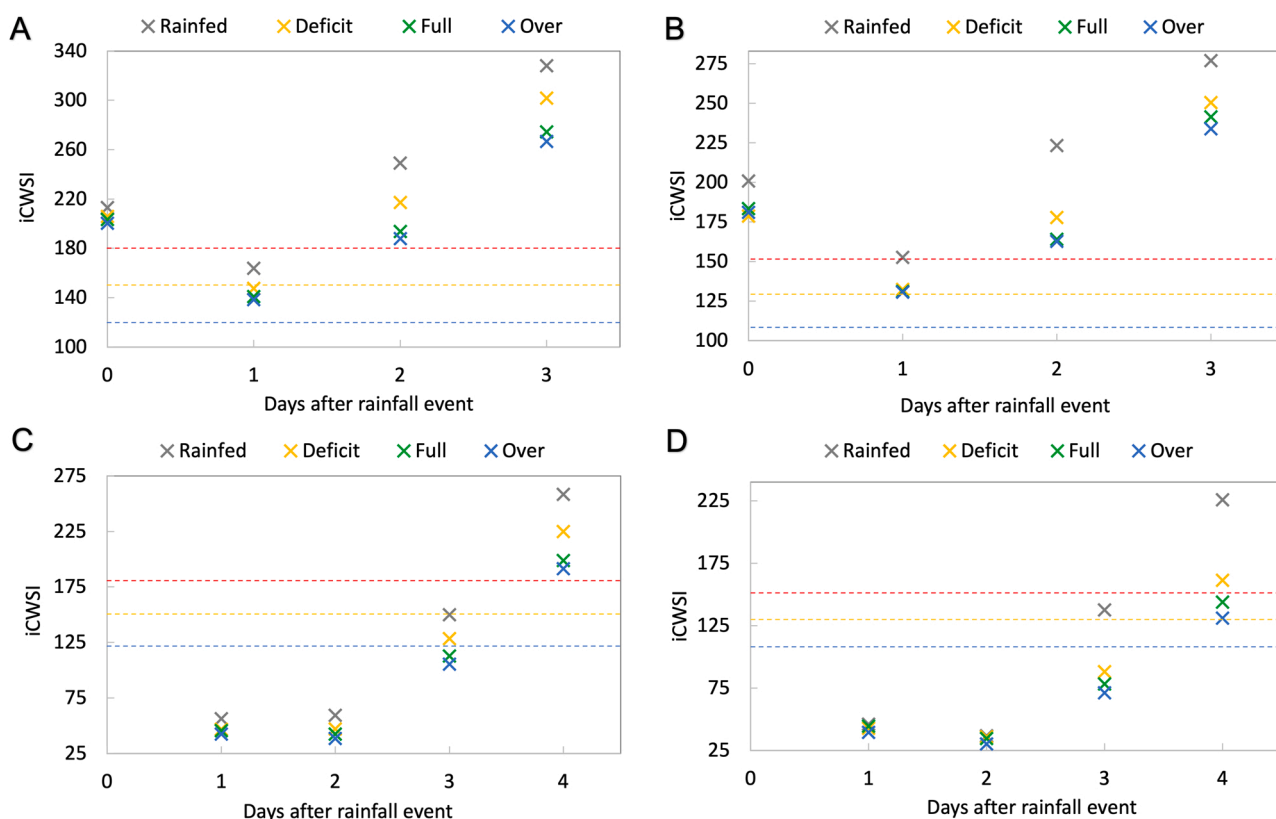 A
Rainfed Deficit Full Over
340
300
260
220
180
140
100
iCWSI
0 1 2 3
Days after rainfall event
B
Rainfed Deficit Full Over
275
250
225
200
175
150
125
100
iCWSI
0 1 2 3
Days after rainfall event
C
Rainfed Deficit Full Over
275
225
175
125
75
25
iCWSI
0 1 2 3 4
Days after rainfall event
D
Rainfed Deficit Full Over
225
175
125
75
25
iCWSI
0 1 2 3 4
Days after rainfall event